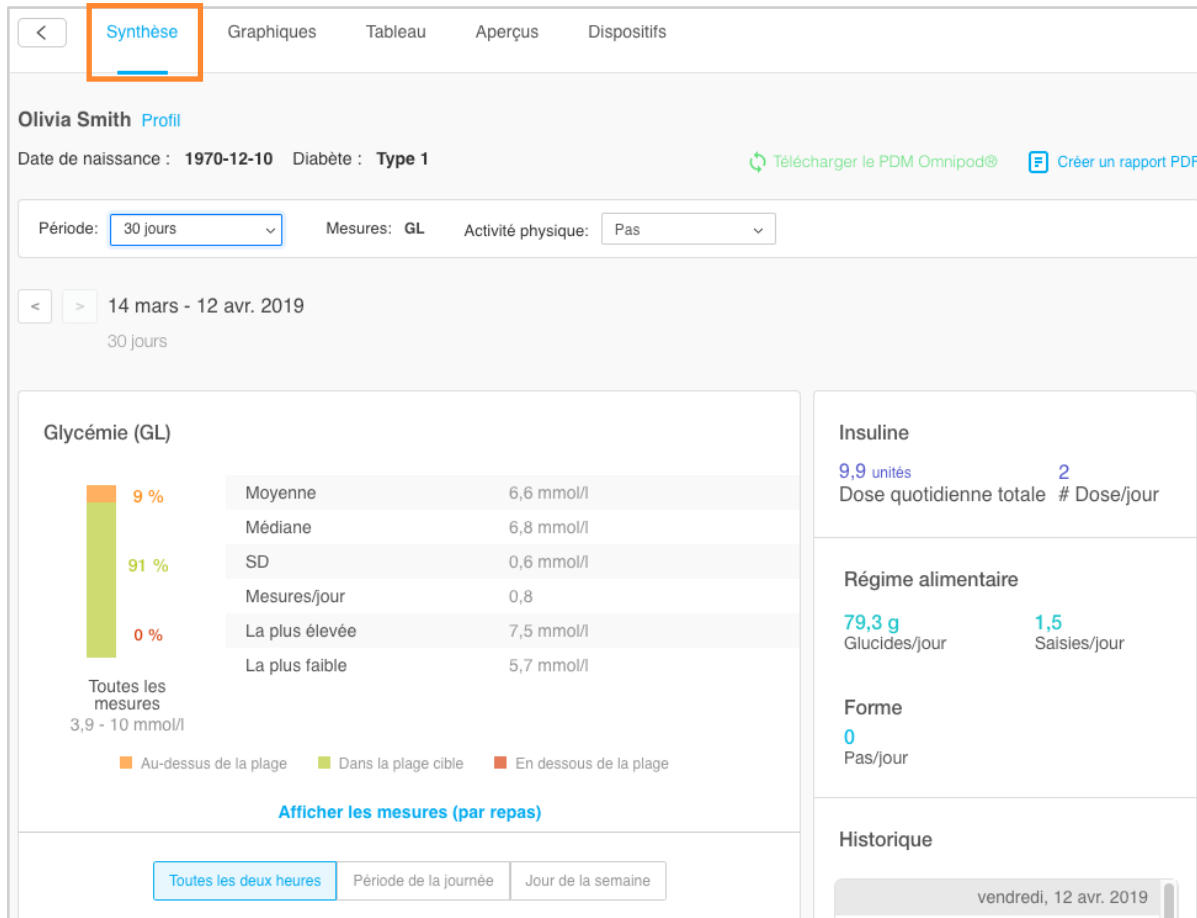 < Synthèse Graphiques Tableau Aperçus Dispositifs
Olivia Smith Profil
Date de naissance : 1970-12-10 Diabète : Type 1
Télécharger le PDM Omnipod® Créer un rapport PDF
Période: 30 jours Mesures: GL Activité physique: Pas
< > 14 mars - 12 avr. 2019
30 jours
Glycémie (GL)
9 %
91 %
0 %
Toutes les
mesures
3,9 - 10 mmol/l
Moyenne 6,6 mmol/l
Médiane 6,8 mmol/l
SD 0,6 mmol/l
Mesures/jour 0,8
La plus élevée 7,5 mmol/l
La plus faible 5,7 mmol/l
Au-dessus de la plage Dans la plage cible En dessous de la plage
Afficher les mesures (par repas)
Toutes les deux heures Période de la journée Jour de la semaine
Insuline
9,9 unités 2
Dose quotidienne totale # Dose/jour
Régime alimentaire
79,3 g 1,5
Glucides/jour Saisies/jour
Forme
0
Pas/jour
Historique
vendredi, 12 avr. 2019